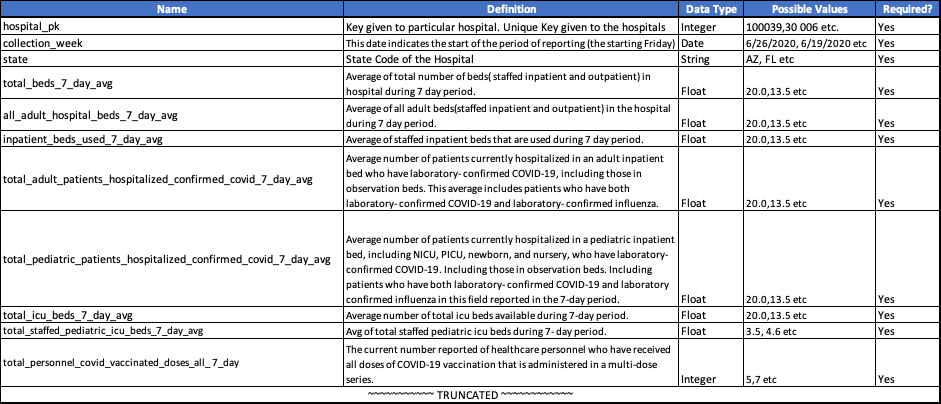 Name Definition Data Type Possible Values Required?
hospital_pk Key given to particular hospital. Unique Key given to the hospitals Integer 100039,30 006 etc. Yes
collection_week This date indicates the start of the period of reporting (the starting Friday) Date 6/26/2020, 6/19/2020 etc Yes
state State Code of the Hospital String AZ, FL etc Yes
Average of total number of beds( staffed inpatient and outpatient) in
total_beds_7_day_avg hospital during 7 day period. Float 20.0,13.5 etc Yes
Average of all adult beds(staffed inpatient and outpatient) in the hospital
all_adult_hospital_beds_7_day_avg during 7 day period. Float 20.0,13.5 etc Yes
inpatient_beds_used_7_day_avg Average of staffed inpatient beds that are used during 7 day period. Float 20.0,13.5 etc Yes
Average number of patients currently hospitalized in an adult inpatient
bed who have laboratory- confirmed COVID-19, including those in
total_adult_patients_hospitalized_confirmed_covid_7_day_avg observation beds. This average includes patients who have both
laboratory- confirmed COVID-19 and laboratory- confirmed influenza. Float 20.0,13.5 etc Yes
Average number of patients currently hospitalized in a pediatric inpatient
bed, including NICU, PICU, newborn, and nursery, who have laboratory-
total_pediatric_patients_hospitalized_confirmed_covid_7_day_avg confirmed COVID-19. Including those in observation beds. Including
patients who have both laboratory- confirmed COVID-19 and laboratory
confirmed influenza in this field reported in the 7-day period. Float 20.0,13.5 etc Yes
total_icu_beds_7_day_avg Average number of total icu beds available during 7-day period. Float 20.0,13.5 etc Yes
total_staffed_pediatric_icu_beds_7_day_avg Avg of total staffed pediatric icu beds during 7- day period. Float 3.5, 4.6 etc Yes
The current number reported of healthcare personnel who have received
total_personnel_covid_vaccinated_doses_all_7_day all doses of COVID-19 vaccination that is administered in a multi-dose
series. Integer 5,7 etc Yes
~~~~~~~~~~~ TRUNCATED ~~~~~~~~~~~~